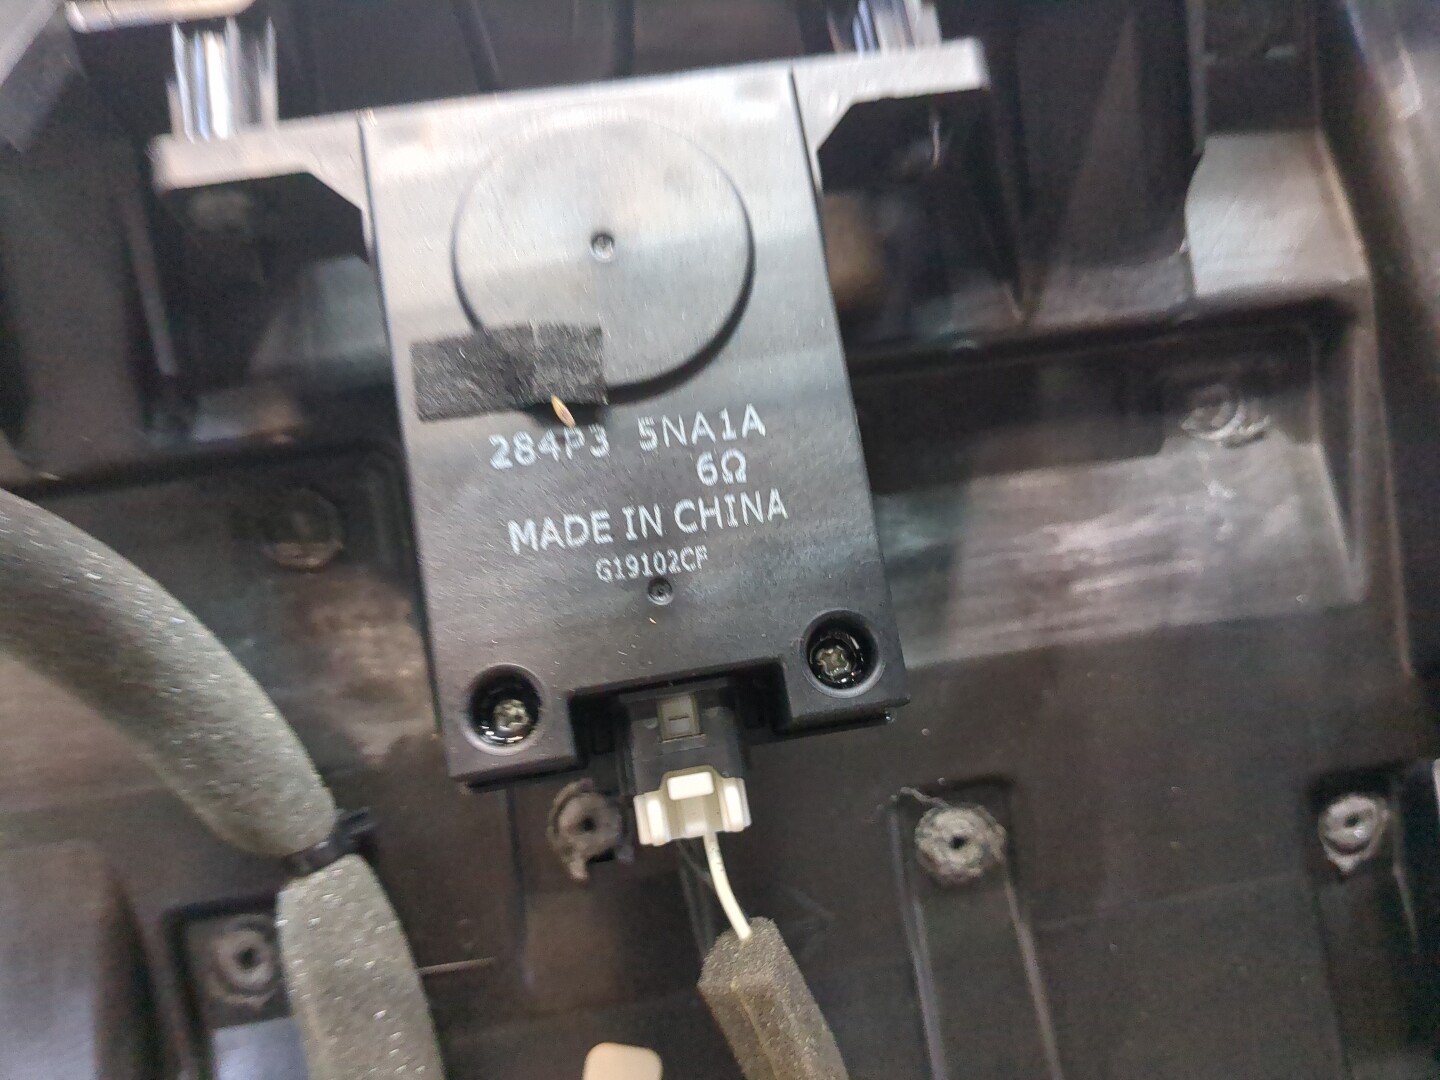 284P3 5NA1A
6Ω
MADE IN CHINA
G19102CF